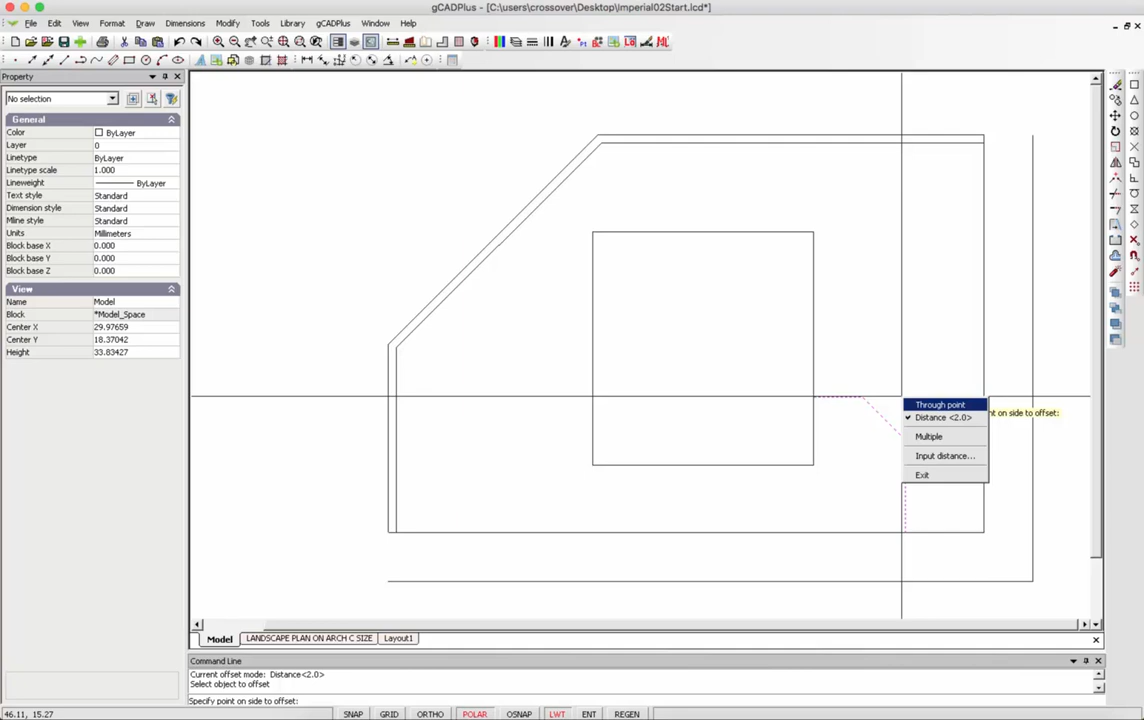 gCADPlus - [C:\users\crossover\Desktop\Imperial02Start.lcd*]
File Edit View Format Draw Dimensions Modify Tools Library gCADPlus Window Help
Property
No selection
General
Color ByLayer
Layer 0
Linetype ByLayer
Linetype scale 1.000
Lineweight ByLayer
Text style Standard
Dimension style Standard
Mline style Standard
Units Millimeters
Block base X 0.000
Block base Y 0.000
Block base Z 0.000
View
Name Model
Block *Model_Space
Center X 29.97659
Center Y 18.37042
Height 33.83427
Through point
Distance <2.0>
nt on side to offset:
Multiple
Input distance...
Exit
Model LANDSCAPE PLAN ON ARCH C SIZE Layout1
Command Line
Current offset mode: Distance<2.0>
Select object to offset
Specify point on side to offset:
46.11, 15.27 SNAP GRID ORTHO POLAR OSNAP LWT ENT REGEN